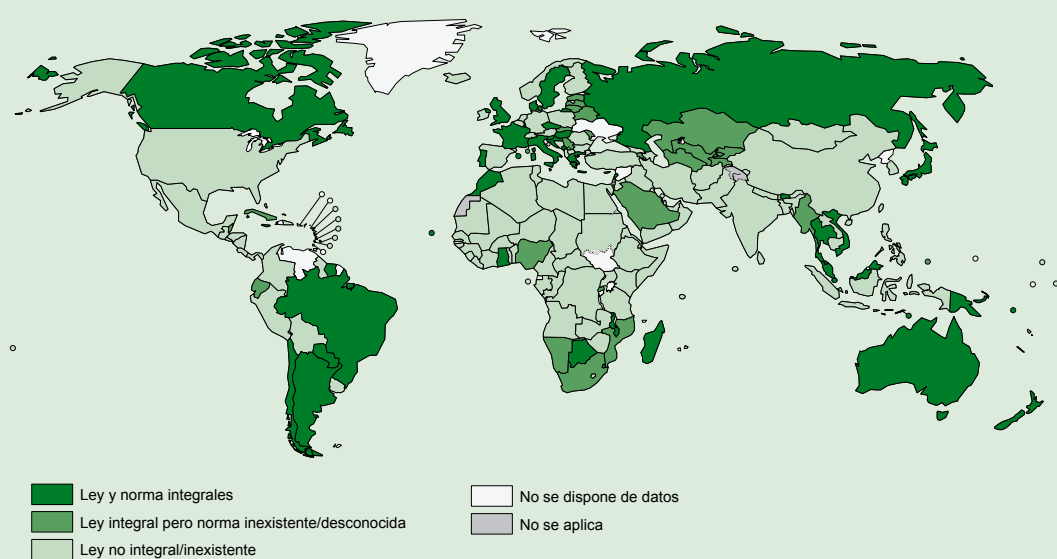 Ley y norma integrales
Ley integral pero norma inexistente/desconocida
Ley no integral/inexistente
No se dispone de datos
No se aplica